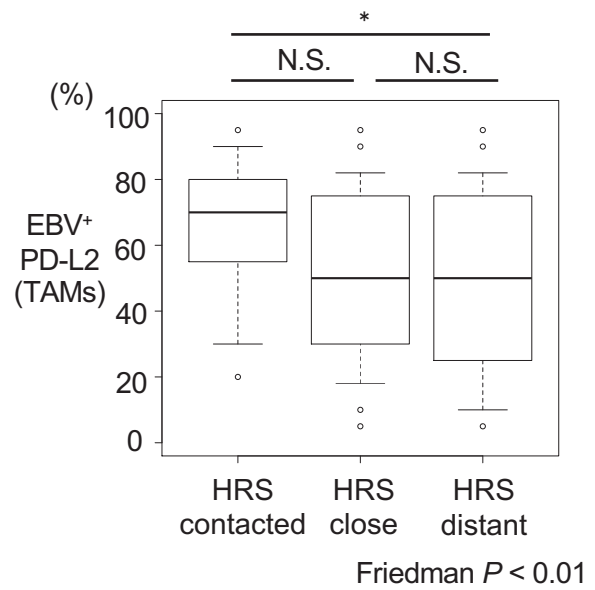 *
N.S. N.S.
(%)
100
80
60
40
20
0
EBV⁺
PD-L2
(TAMs)
HRS HRS HRS
contacted close distant
Friedman P < 0.01